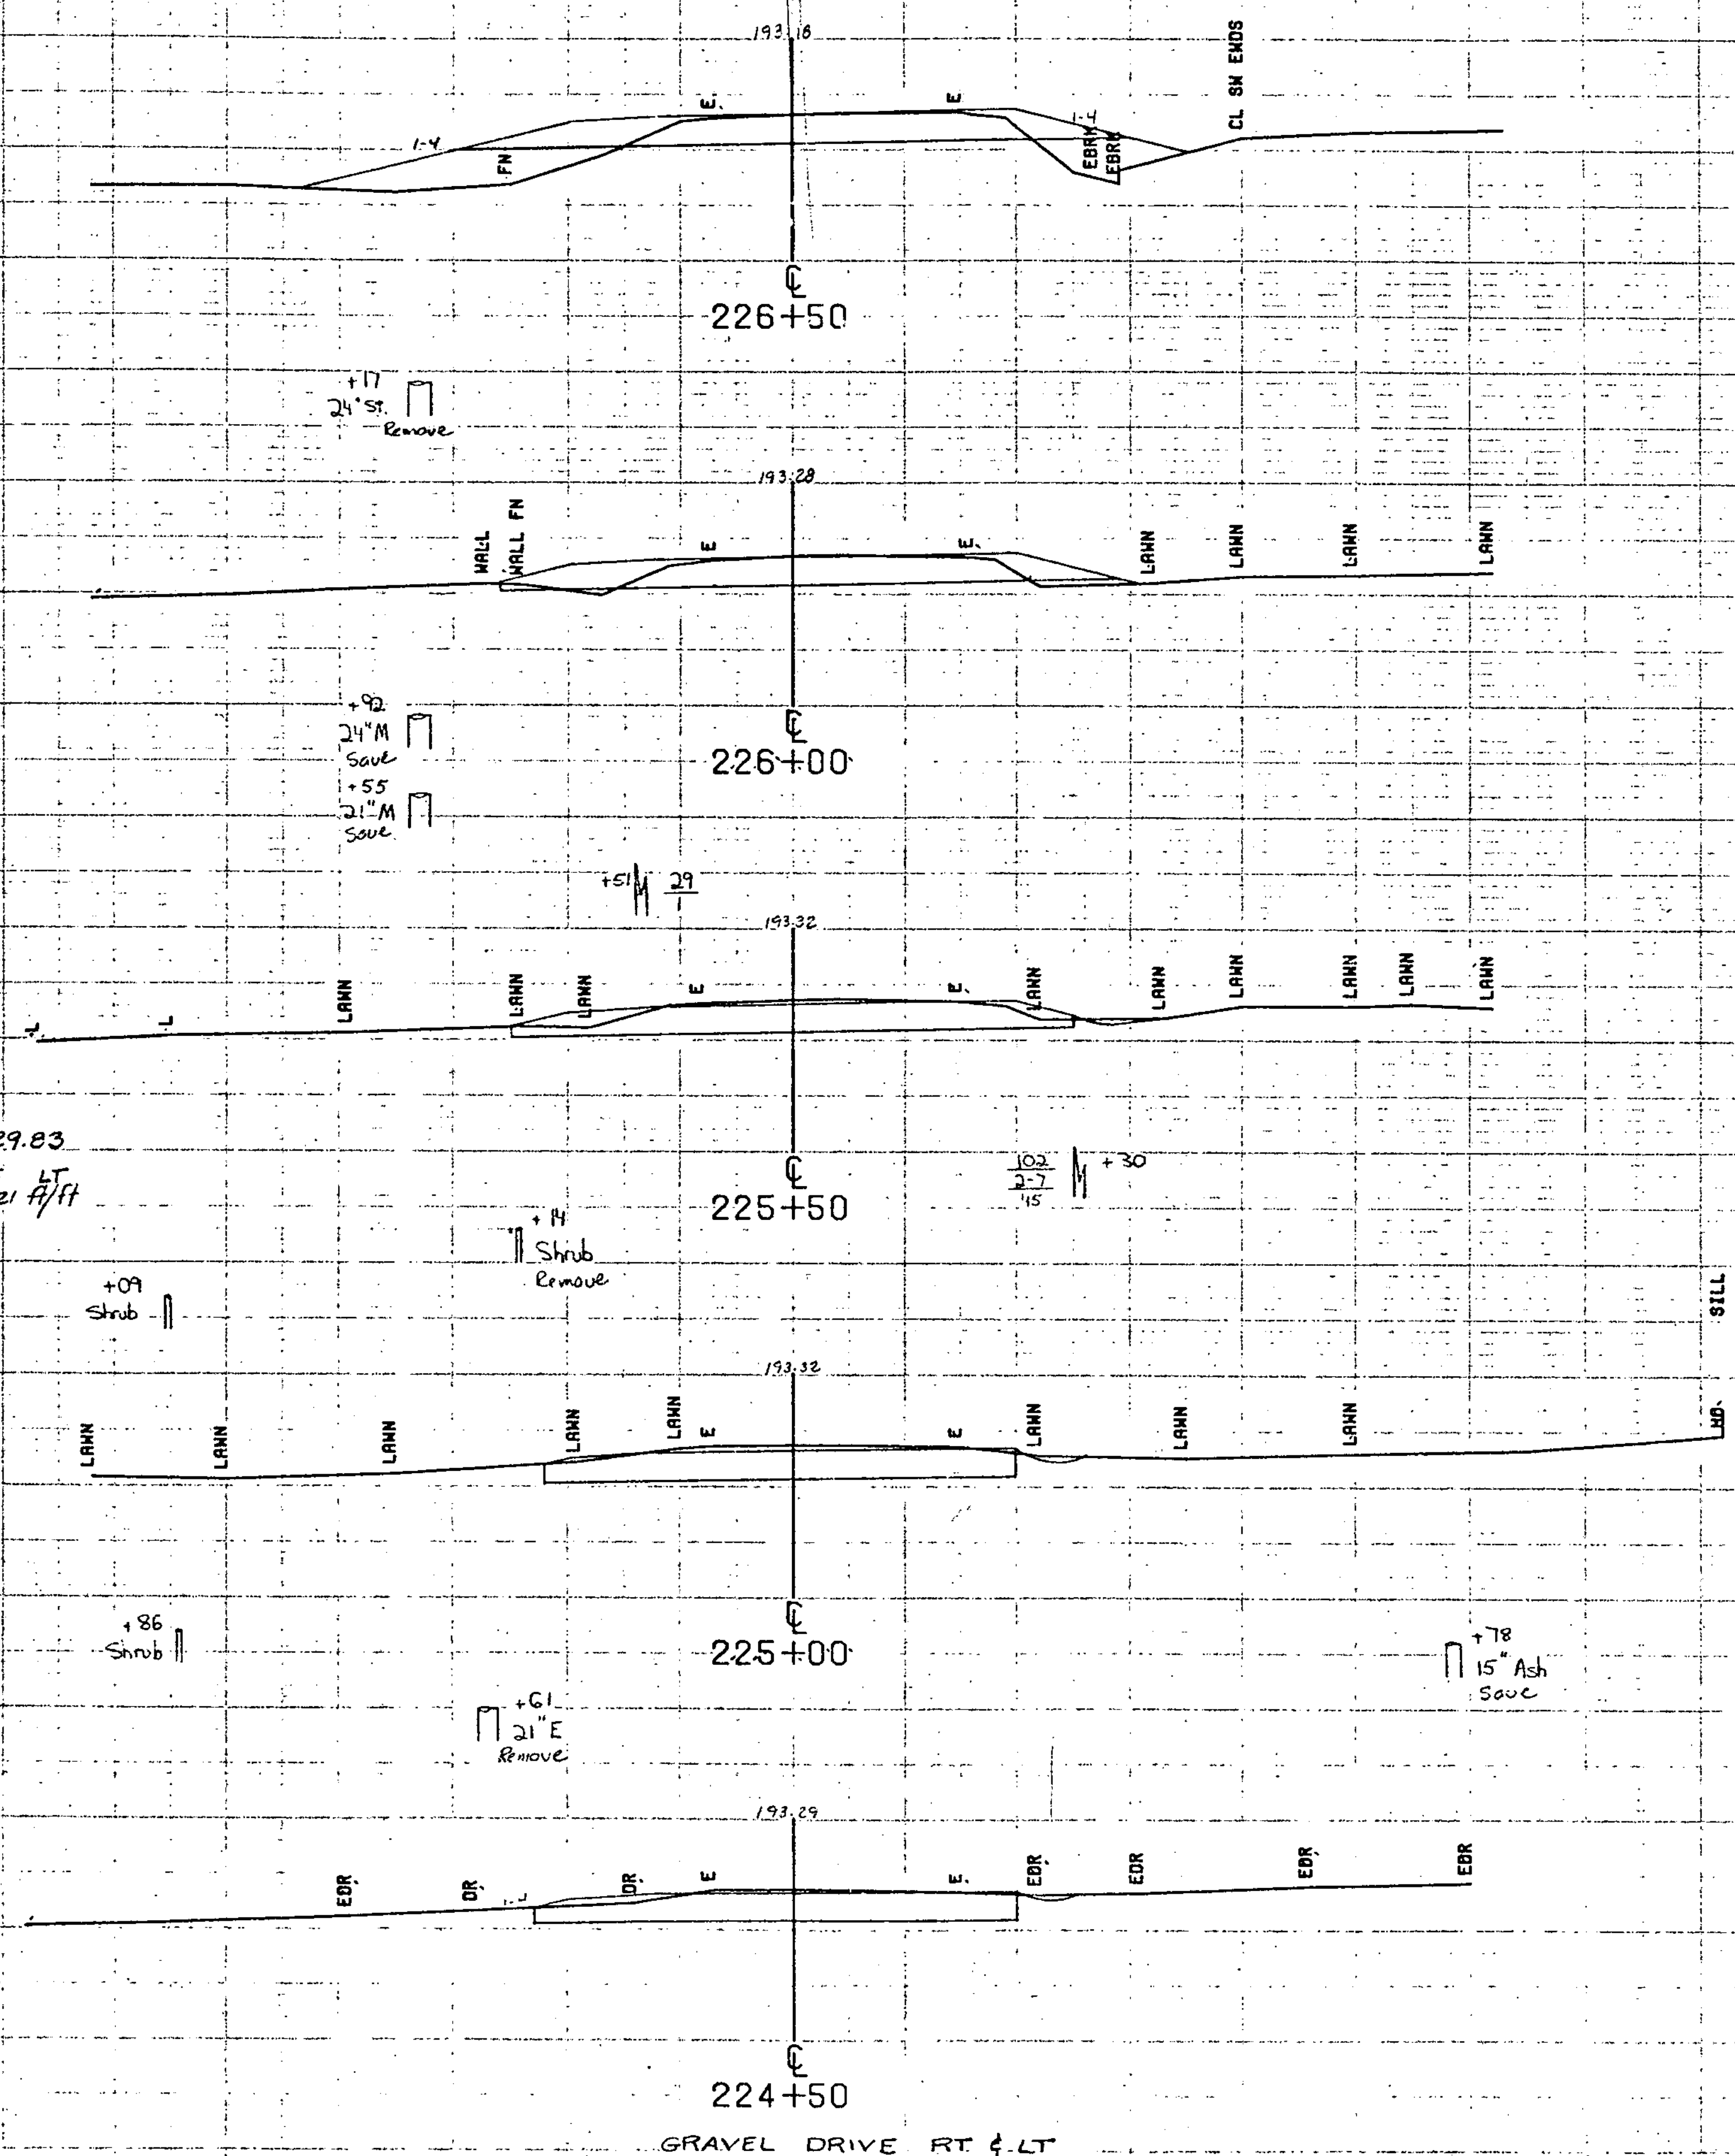 193.18
E.
E
CL SW ENDS
1-4
FN
1-4
EBRK
EBRK
℄
226+50
+17
24" St.
Remove
193.28
WALL
WALL FN
E
E.
LAWN
LAWN
LAWN
LAWN
+92
24"M
Save
℄
226+00
+55
21"M
Save
+51 29
1
193.32
L
L
LAWN
LAWN
LAWN
E
E.
LAWN
LAWN
LAWN
LAWN
LAWN
LAWN
29.83
LT
21 ft/ft
℄
225+50
102
2-7
45
+30
+14
Shrub
Remove
+09
Shrub
SILL
193.32
LAWN
LAWN
LAWN
LAWN
LAWN
E
E
LAWN
LAWN
LAWN
HD.
℄
225+00
+86
Shrub
+78
15" Ash
Save
+61
21"E
Remove
193.29
EDR.
DR.
DR.
E
E.
EDR.
EDR
EDR.
EDR
℄
224+50
GRAVEL DRIVE RT. & LT